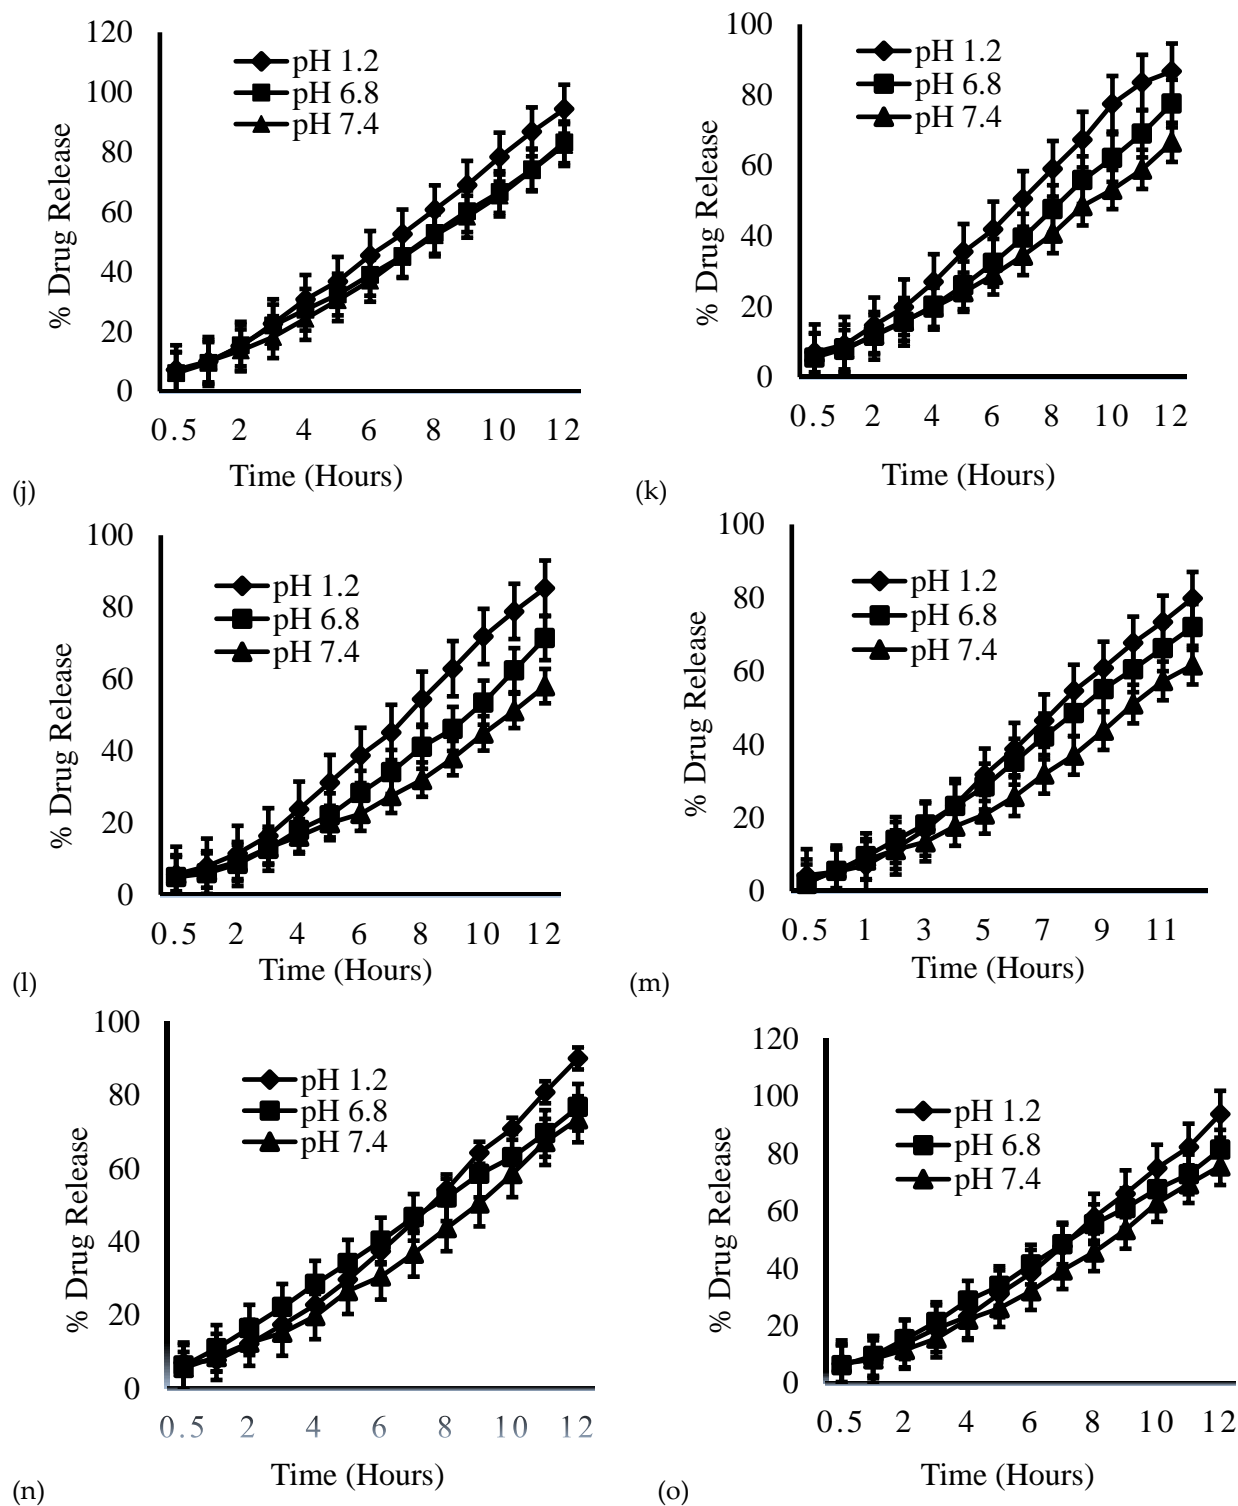 120
100
80
60
40
20
0
% Drug Release
pH 1.2
pH 6.8
pH 7.4
0.5 2 4 6 8 10 12
Time (Hours)
(j)
100
80
60
40
20
0
% Drug Release
pH 1.2
pH 6.8
pH 7.4
0.5 2 4 6 8 10 12
Time (Hours)
(k)
100
80
60
40
20
0
% Drug Release
pH 1.2
pH 6.8
pH 7.4
0.5 2 4 6 8 10 12
Time (Hours)
(l)
100
80
60
40
20
0
% Drug Release
pH 1.2
pH 6.8
pH 7.4
0.5 1 3 5 7 9 11
Time (Hours)
(m)
100
80
60
40
20
0
% Drug Release
pH 1.2
pH 6.8
pH 7.4
0.5 2 4 6 8 10 12
Time (Hours)
(n)
120
100
80
60
40
20
0
% Drug Release
pH 1.2
pH 6.8
pH 7.4
0.5 2 4 6 8 10 12
Time (Hours)
(o)